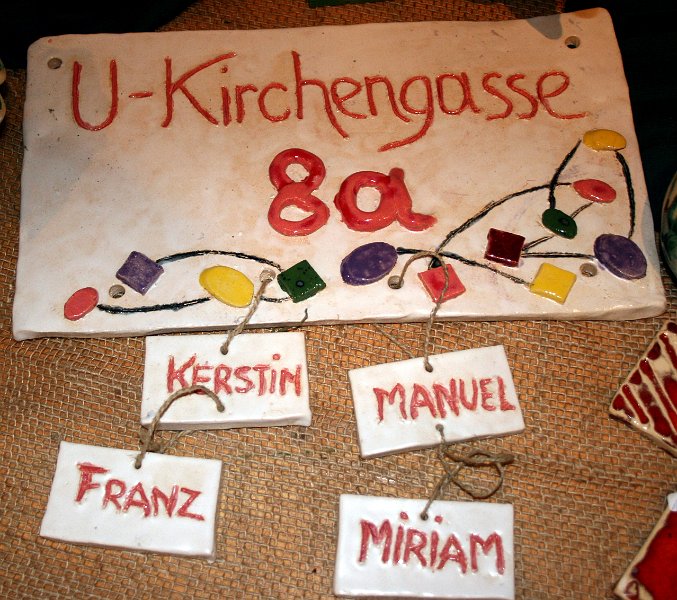 U-Kirchengasse
8a
KERSTIN
MANUEL
FRANZ
MIRIAM